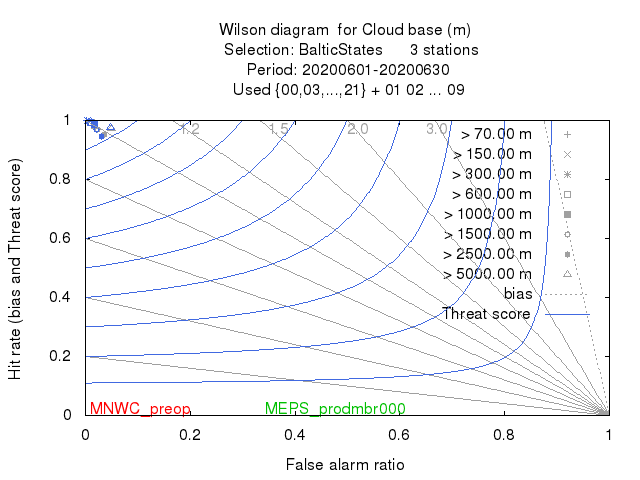 Wilson diagram  for Cloud base (m)
Selection: BalticStates      3 stations
Period: 20200601-20200630
Used {00,03,...,21} + 01 02 ... 09
1.2 1.5 2.0 3.0
> 70.00 m
> 150.00 m
> 300.00 m
> 600.00 m
> 1000.00 m
> 1500.00 m
> 2500.00 m
> 5000.00 m
bias
Threat score
Hit rate (bias and Threat score)
1
0.8
0.6
0.4
0.2
0
MNWC_preop MEPS_prodmbr000
0 0.2 0.4 0.6 0.8 1
False alarm ratio